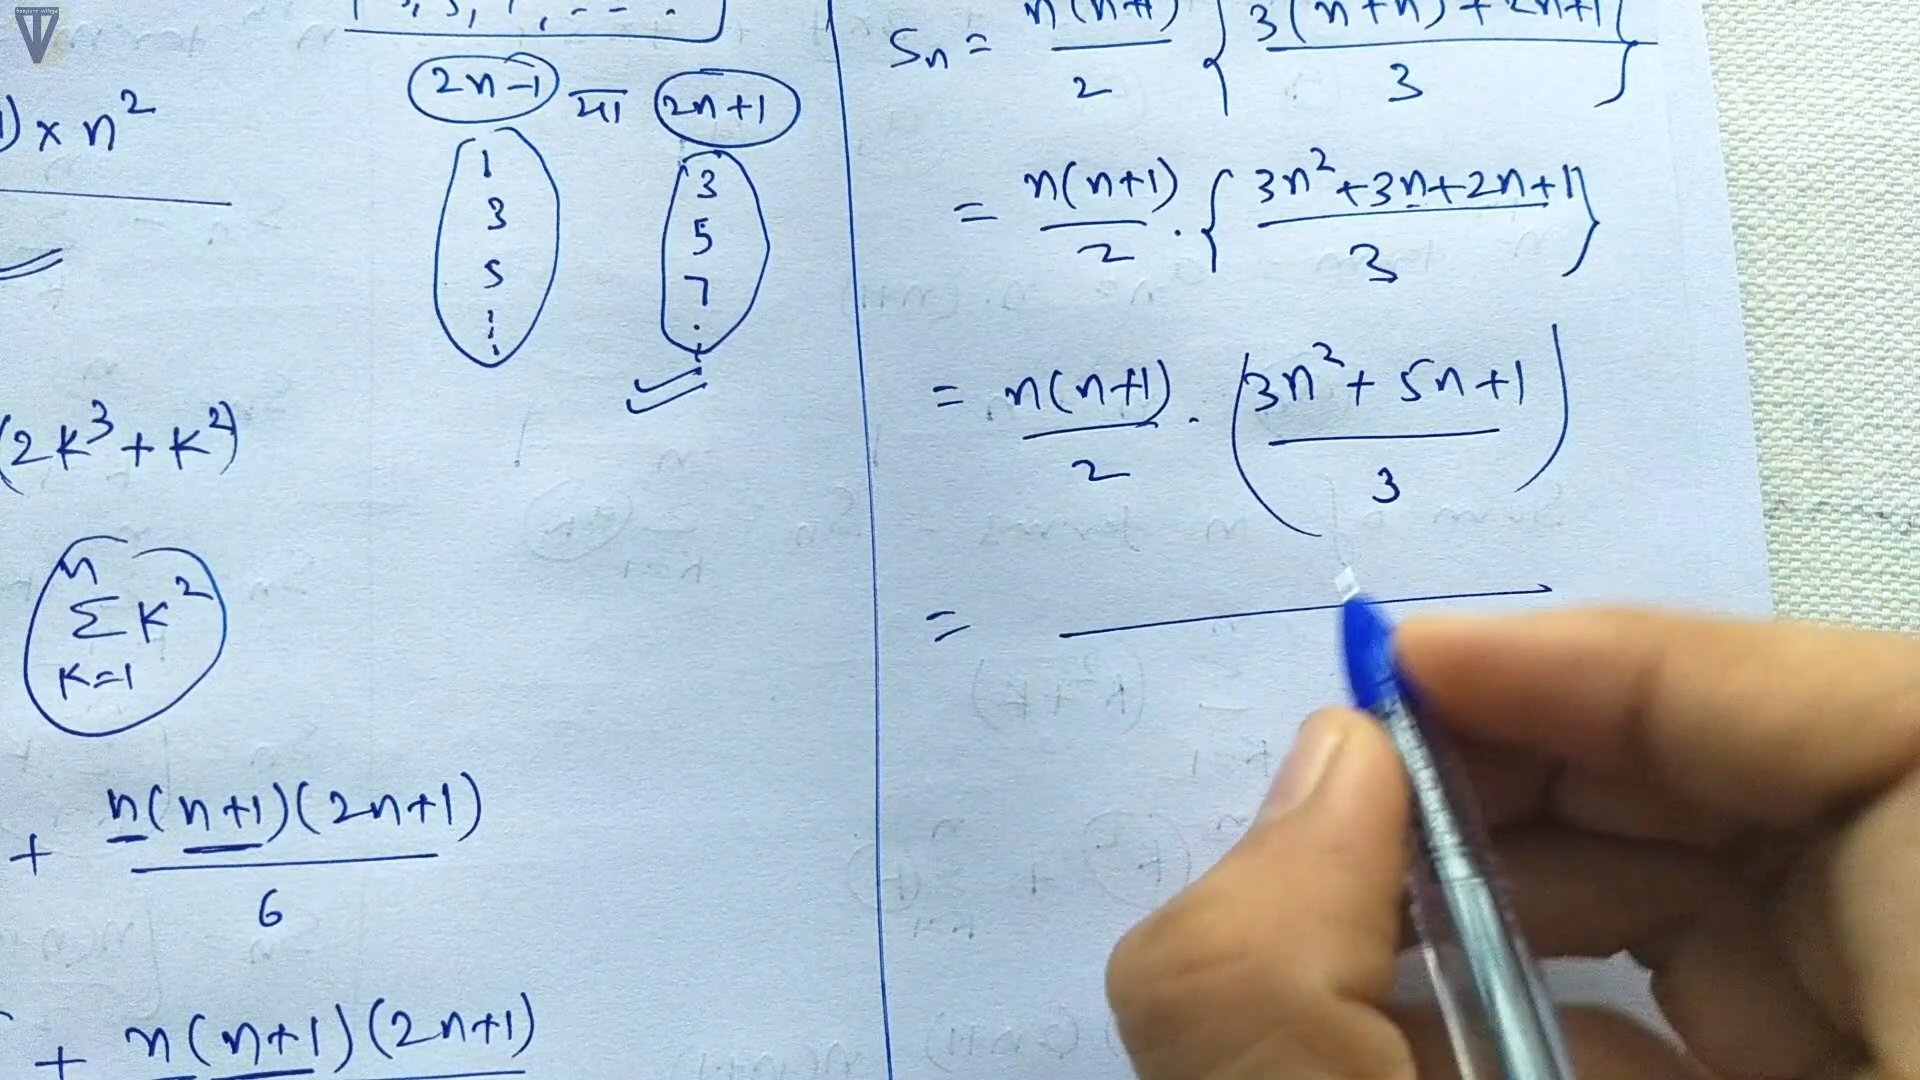 ) x n²
2n-1 या 2n+1
1
3
5
3
5
7
(2k³ + k²)
n
Σ k²
k=1
+ n(n+1)(2n+1)
6
+ n(n+1)(2n+1)
Sn = n(n+1) { 3(n²+n) + 2n+1 }
2 3
= n(n+1) . { 3n²+3n+2n+1 }
2 3
= n(n+1) . ( 3n² + 5n + 1 )
2 3
=